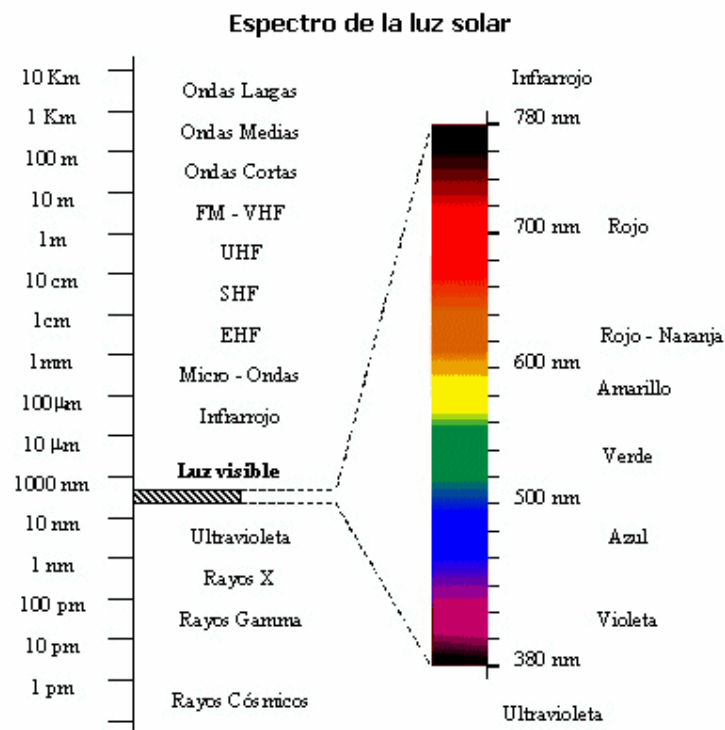 Espectro de la luz solar
10 Km
1 Km
100 m
10 m
1m
10 cm
1cm
1mm
100µm
10 µm
1000 nm
10 nm
1 nm
100 pm
10 pm
1 pm
Ondas Largas
Ondas Medias
Ondas Cortas
FM - VHF
UHF
SHF
EHF
Micro - Ondas
Infrarrojo
Luz visible
Ultravioleta
Rayos X
Rayos Gamma
Rayos Cósmicos
Infrarrojo
780 nm
700 nm Rojo
Rojo - Naranja
600 nm
Amarillo
Verde
500 nm
Azul
Violeta
380 nm
Ultravioleta